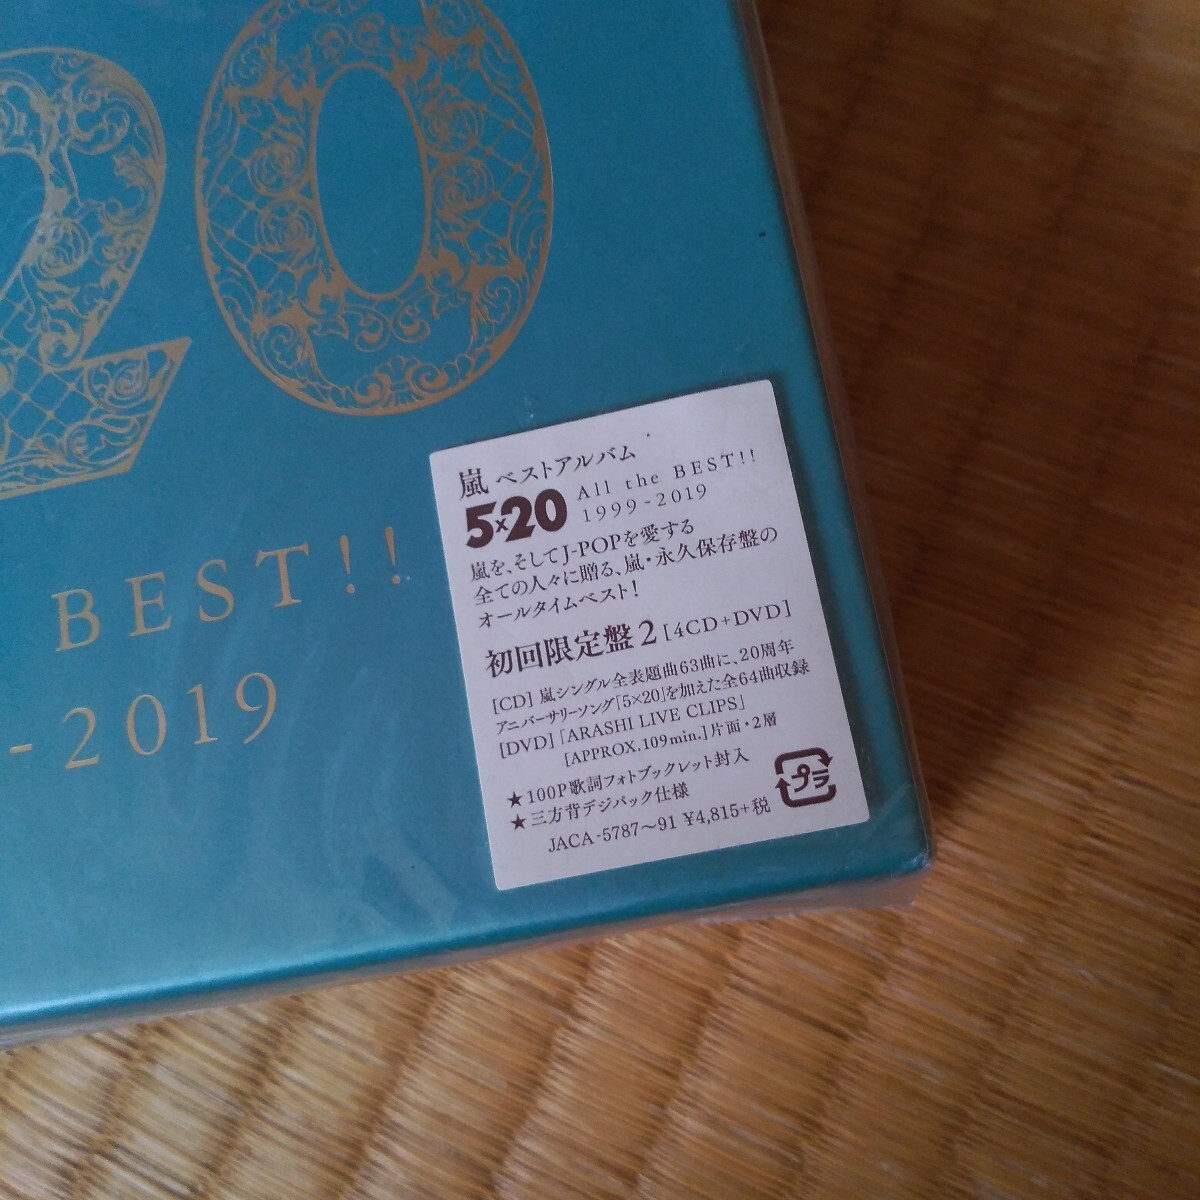 20
BEST!!
-2019
嵐 ベストアルバム
5×20 All the BEST!!
1999-2019
嵐を、そしてJ-POPを愛する
全ての人々に贈る、嵐・永久保存盤の
オールタイムベスト!
初回限定盤2 [4CD+DVD]
[CD] 嵐シングル全表題曲63曲に、20周年
アニバーサリーソング「5×20」を加えた全64曲収録
[DVD]「ARASHI LIVE CLIPS」
[APPROX.109min.]片面・2層
★100P歌詞フォトブックレット封入
★三方背デジパック仕様
JACA-5787〜91 ¥4,815+税
プラ